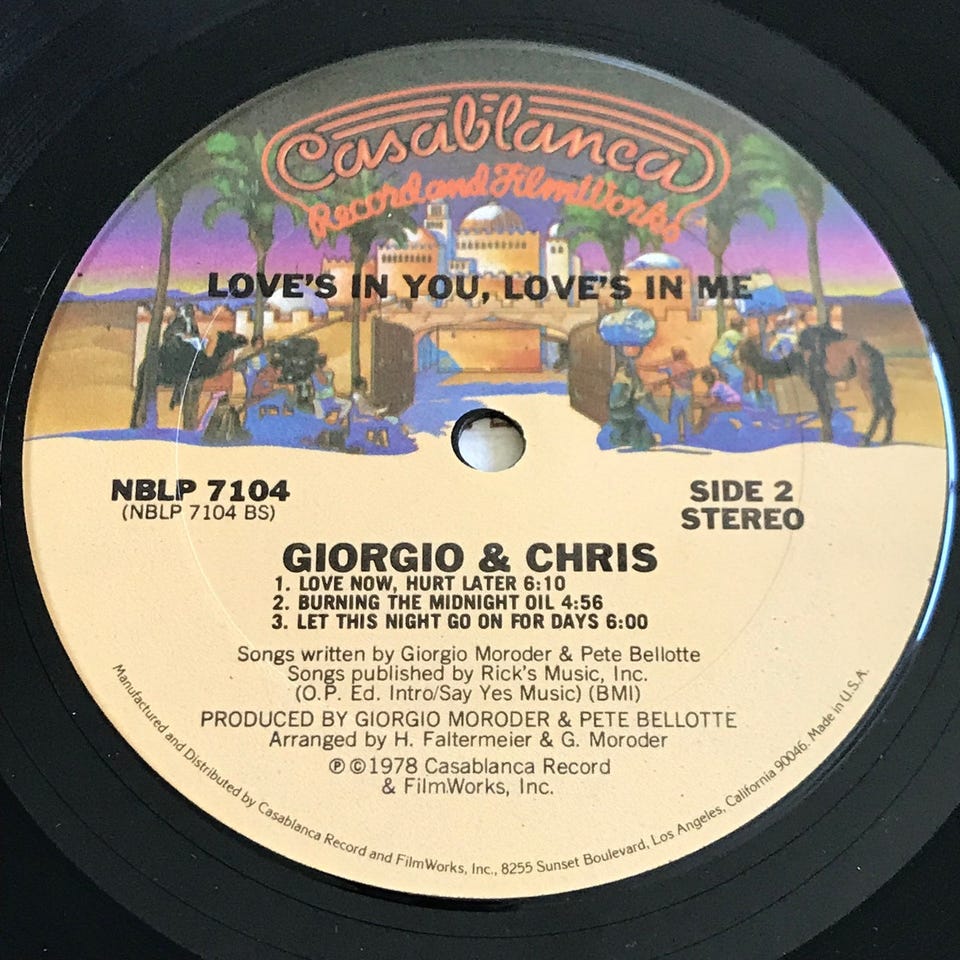 Casablanca
Record and FilmWorks
LOVE'S IN YOU, LOVE'S IN ME
NBLP 7104
(NBLP 7104 BS)
SIDE 2
STEREO
GIORGIO & CHRIS
1. LOVE NOW, HURT LATER 6:10
2. BURNING THE MIDNIGHT OIL 4:56
3. LET THIS NIGHT GO ON FOR DAYS 6:00
Songs written by Giorgio Moroder & Pete Bellotte
Songs published by Rick's Music, Inc.
(O.P. Ed. Intro/Say Yes Music) (BMI)
PRODUCED BY GIORGIO MORODER & PETE BELLOTTE
Arranged by H. Faltermeier & G. Moroder
℗ ©1978 Casablanca Record
& FilmWorks, Inc.
Manufactured and Distributed by Casablanca Record and FilmWorks, Inc., 8255 Sunset Boulevard, Los Angeles, California 90046. Made in U.S.A.